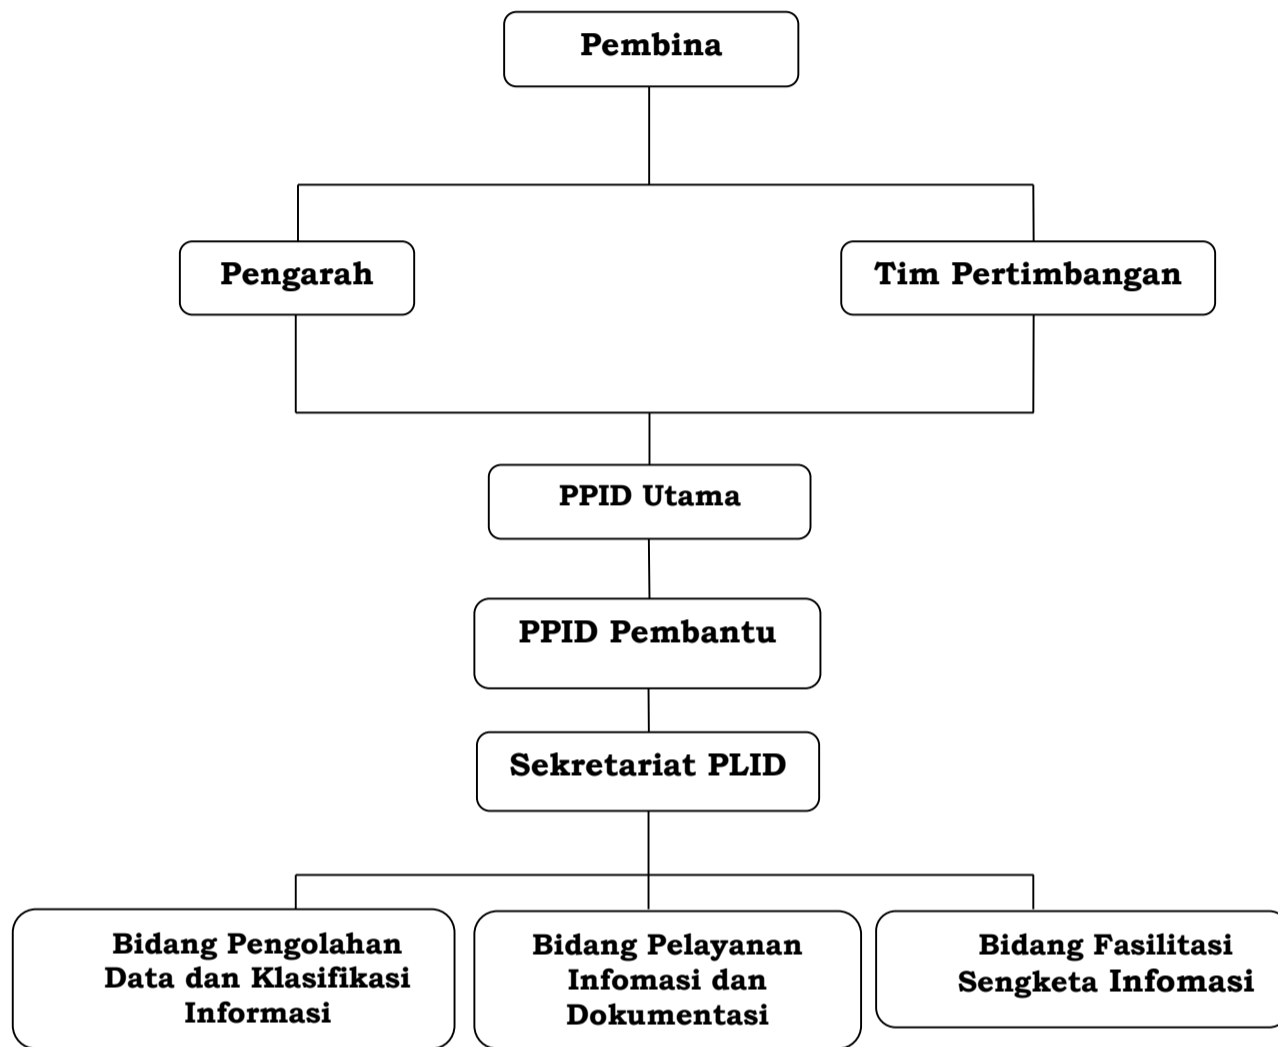 Pembina
Pengarah
Tim Pertimbangan
PPID Utama
PPID Pembantu
Sekretariat PLID
Bidang Pengolahan
Data dan Klasifikasi
Informasi
Bidang Pelayanan
Infomasi dan
Dokumentasi
Bidang Fasilitasi
Sengketa Infomasi